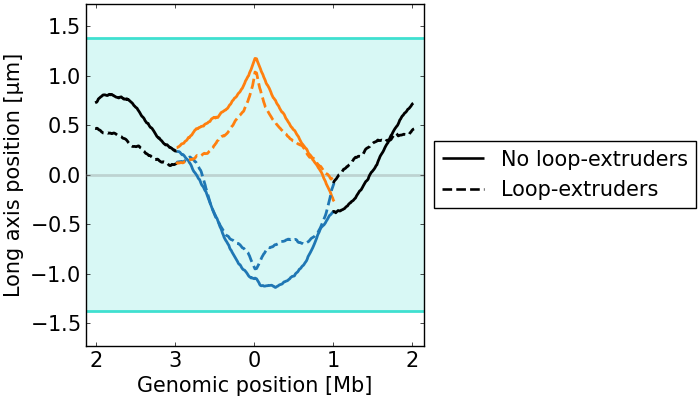 1.5
1.0
0.5
0.0
−0.5
−1.0
−1.5
Long axis position [µm]
2 3 0 1 2
Genomic position [Mb]
No loop-extruders
Loop-extruders